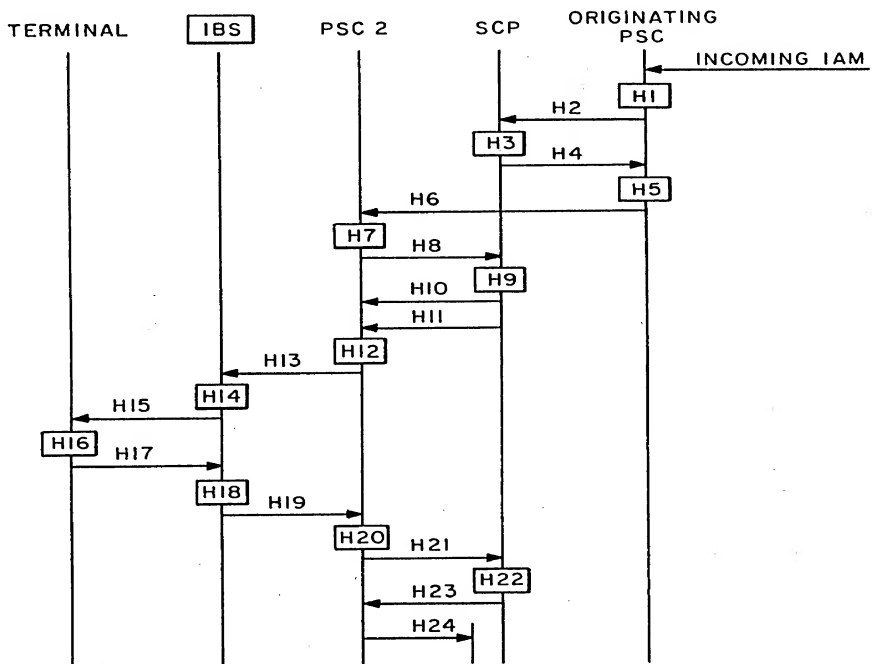 TERMINAL
IBS
PSC 2
SCP
ORIGINATING
PSC
INCOMING IAM
H1
H2
H3
H4
H5
H6
H7
H8
H9
H10
H11
H12
H13
H14
H15
H16
H17
H18
H19
H20
H21
H22
H23
H24